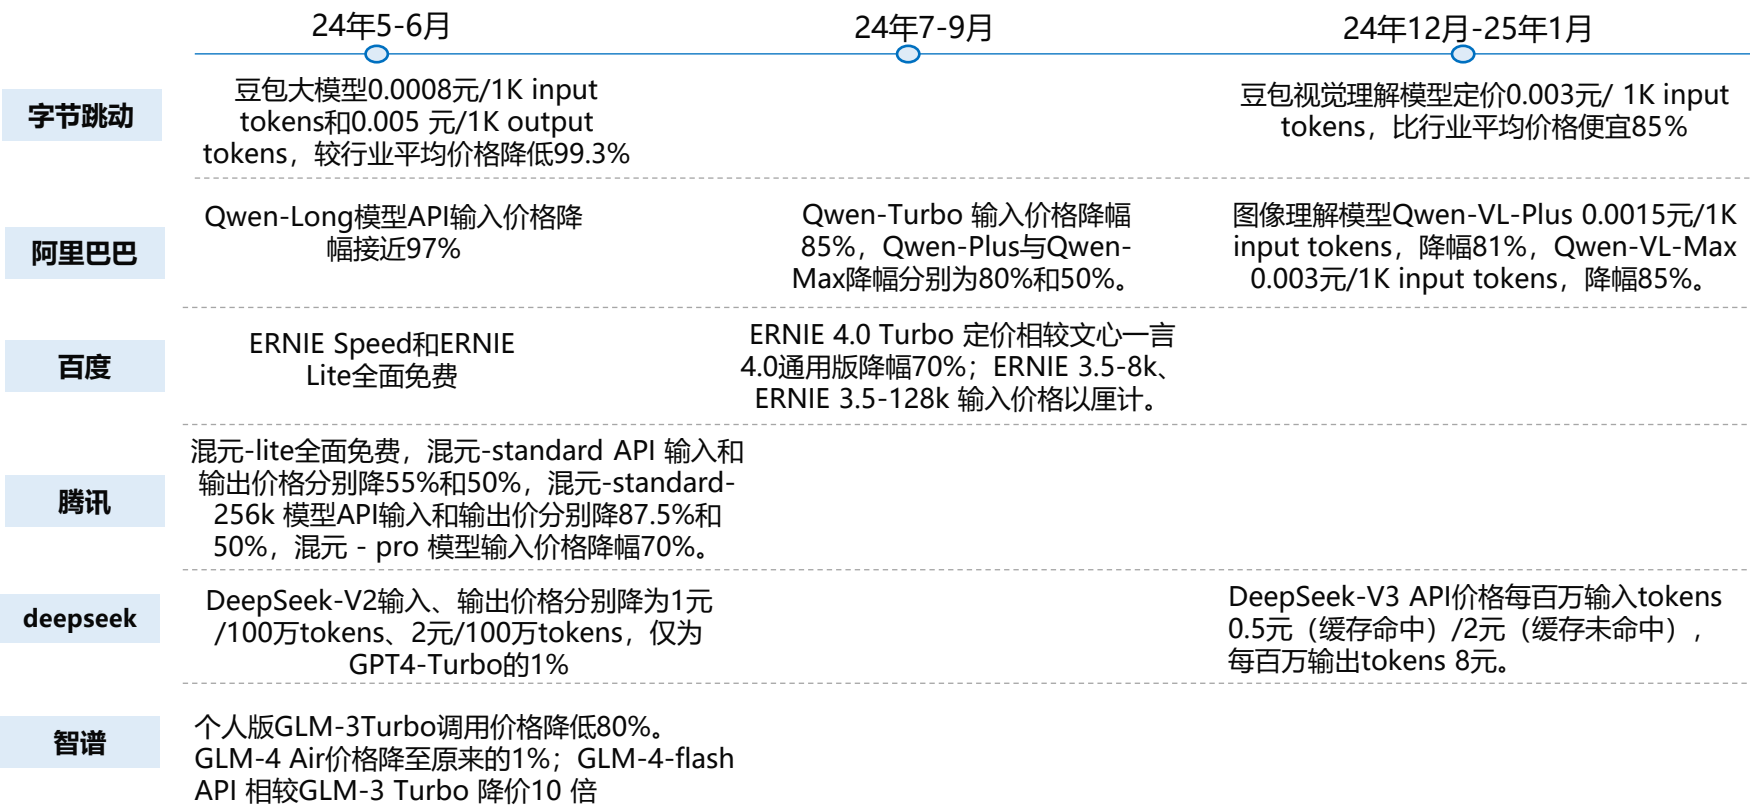 24年5-6月
24年7-9月
24年12月-25年1月
字节跳动
豆包大模型0.0008元/1K input
tokens和0.005 元/1K output
tokens，较行业平均价格降低99.3%
豆包视觉理解模型定价0.003元/ 1K input
tokens，比行业平均价格便宜85%
阿里巴巴
Qwen-Long模型API输入价格降
幅接近97%
Qwen-Turbo 输入价格降幅
85%，Qwen-Plus与Qwen-
Max降幅分别为80%和50%。
图像理解模型Qwen-VL-Plus 0.0015元/1K
input tokens，降幅81%，Qwen-VL-Max
0.003元/1K input tokens，降幅85%。
百度
ERNIE Speed和ERNIE
Lite全面免费
ERNIE 4.0 Turbo 定价相较文心一言
4.0通用版降幅70%；ERNIE 3.5-8k、
ERNIE 3.5-128k 输入价格以厘计。
腾讯
混元-lite全面免费，混元-standard API 输入和
输出价格分别降55%和50%，混元-standard-
256k 模型API输入和输出价分别降87.5%和
50%，混元 - pro 模型输入价格降幅70%。
deepseek
DeepSeek-V2输入、输出价格分别降为1元
/100万tokens、2元/100万tokens，仅为
GPT4-Turbo的1%
DeepSeek-V3 API价格每百万输入tokens
0.5元（缓存命中）/2元（缓存未命中），
每百万输出tokens 8元。
智谱
个人版GLM-3Turbo调用价格降低80%。
GLM-4 Air价格降至原来的1%；GLM-4-flash
API 相较GLM-3 Turbo 降价10 倍